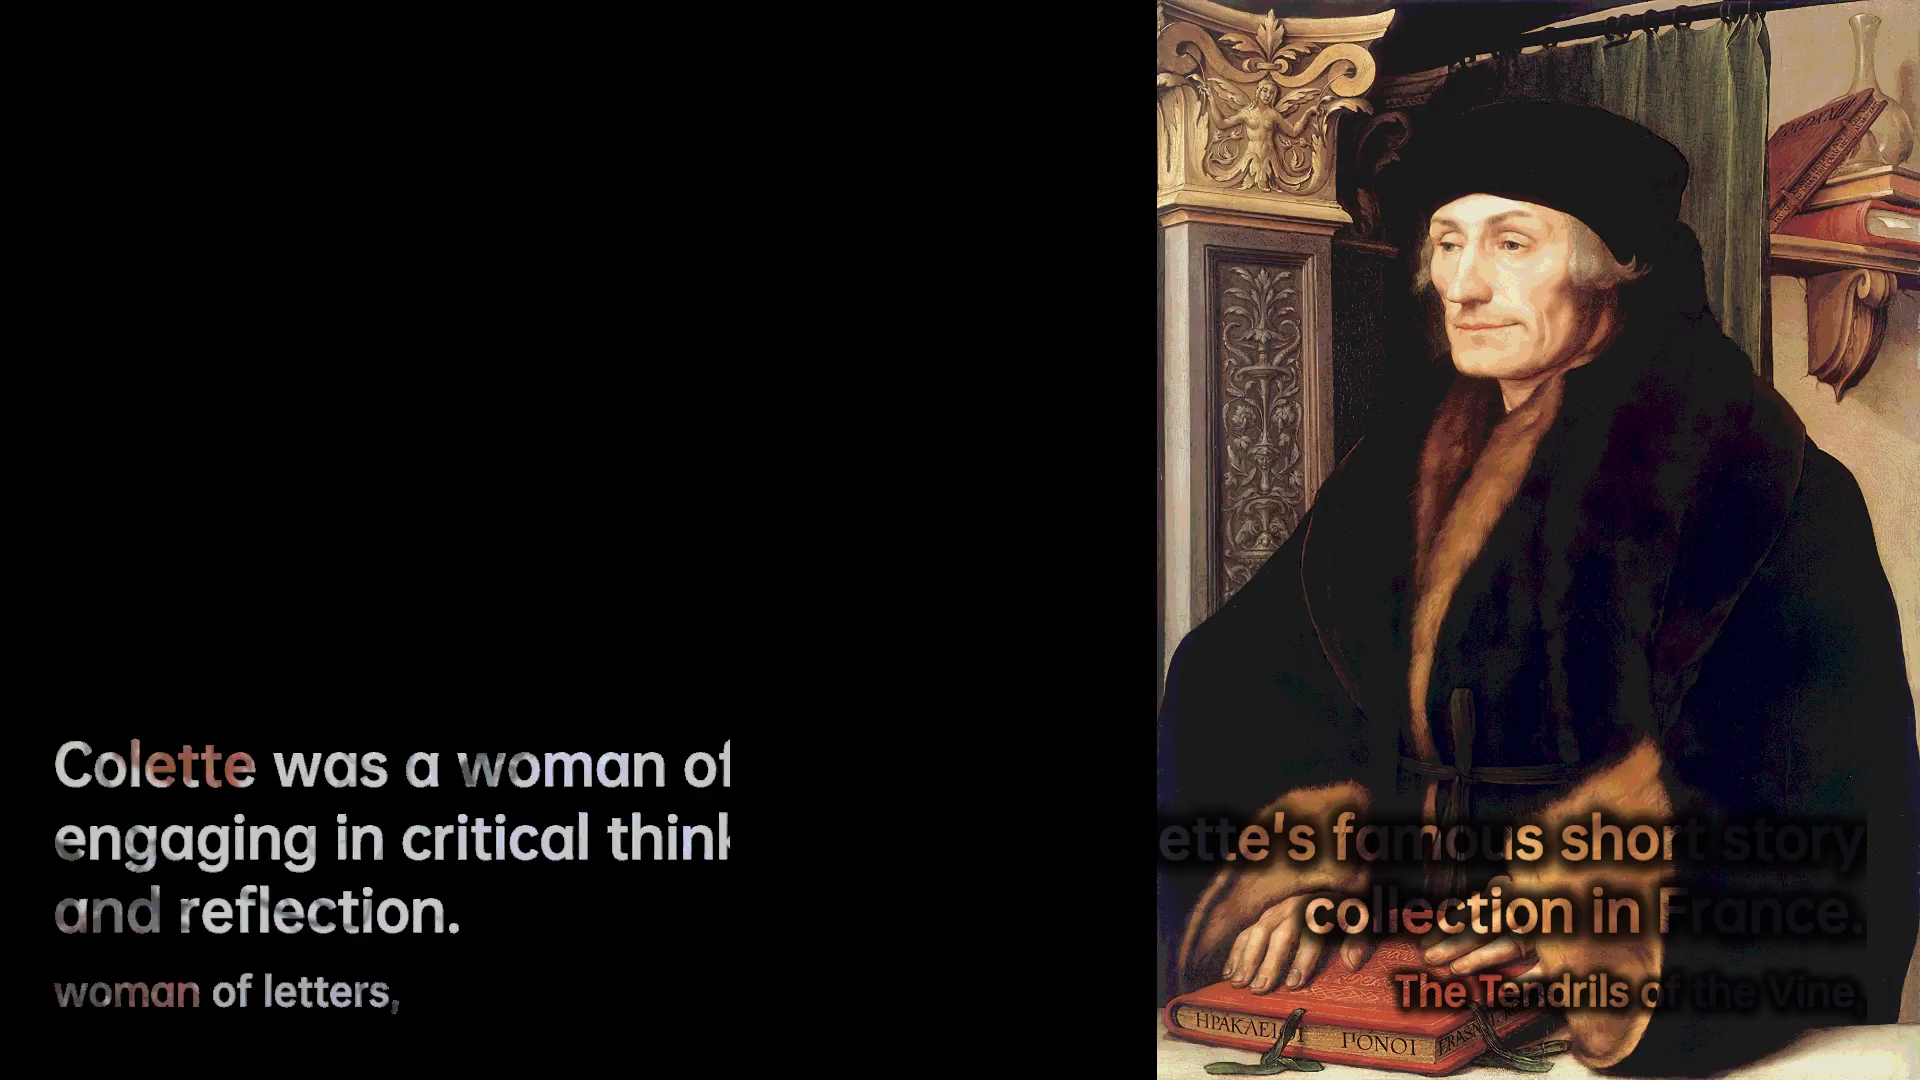 Colette was a woman of
engaging in critical think
and reflection.
woman of letters,
ette's famous short story
collection in France.
The Tendrils of the Vine,
ΗΡΑΚΛΕΙΟΙ ΠΟΝΟΙ